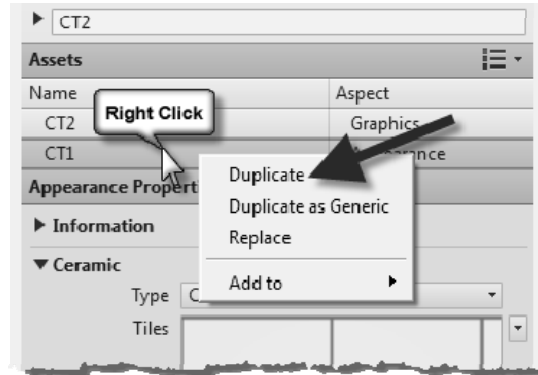 CT2
Assets
Name Aspect
Right Click
CT2 Graphics
CT1
Duplicate
Appearance
Duplicate as Generic
Information
Replace
Ceramic
Add to
Type
Tiles